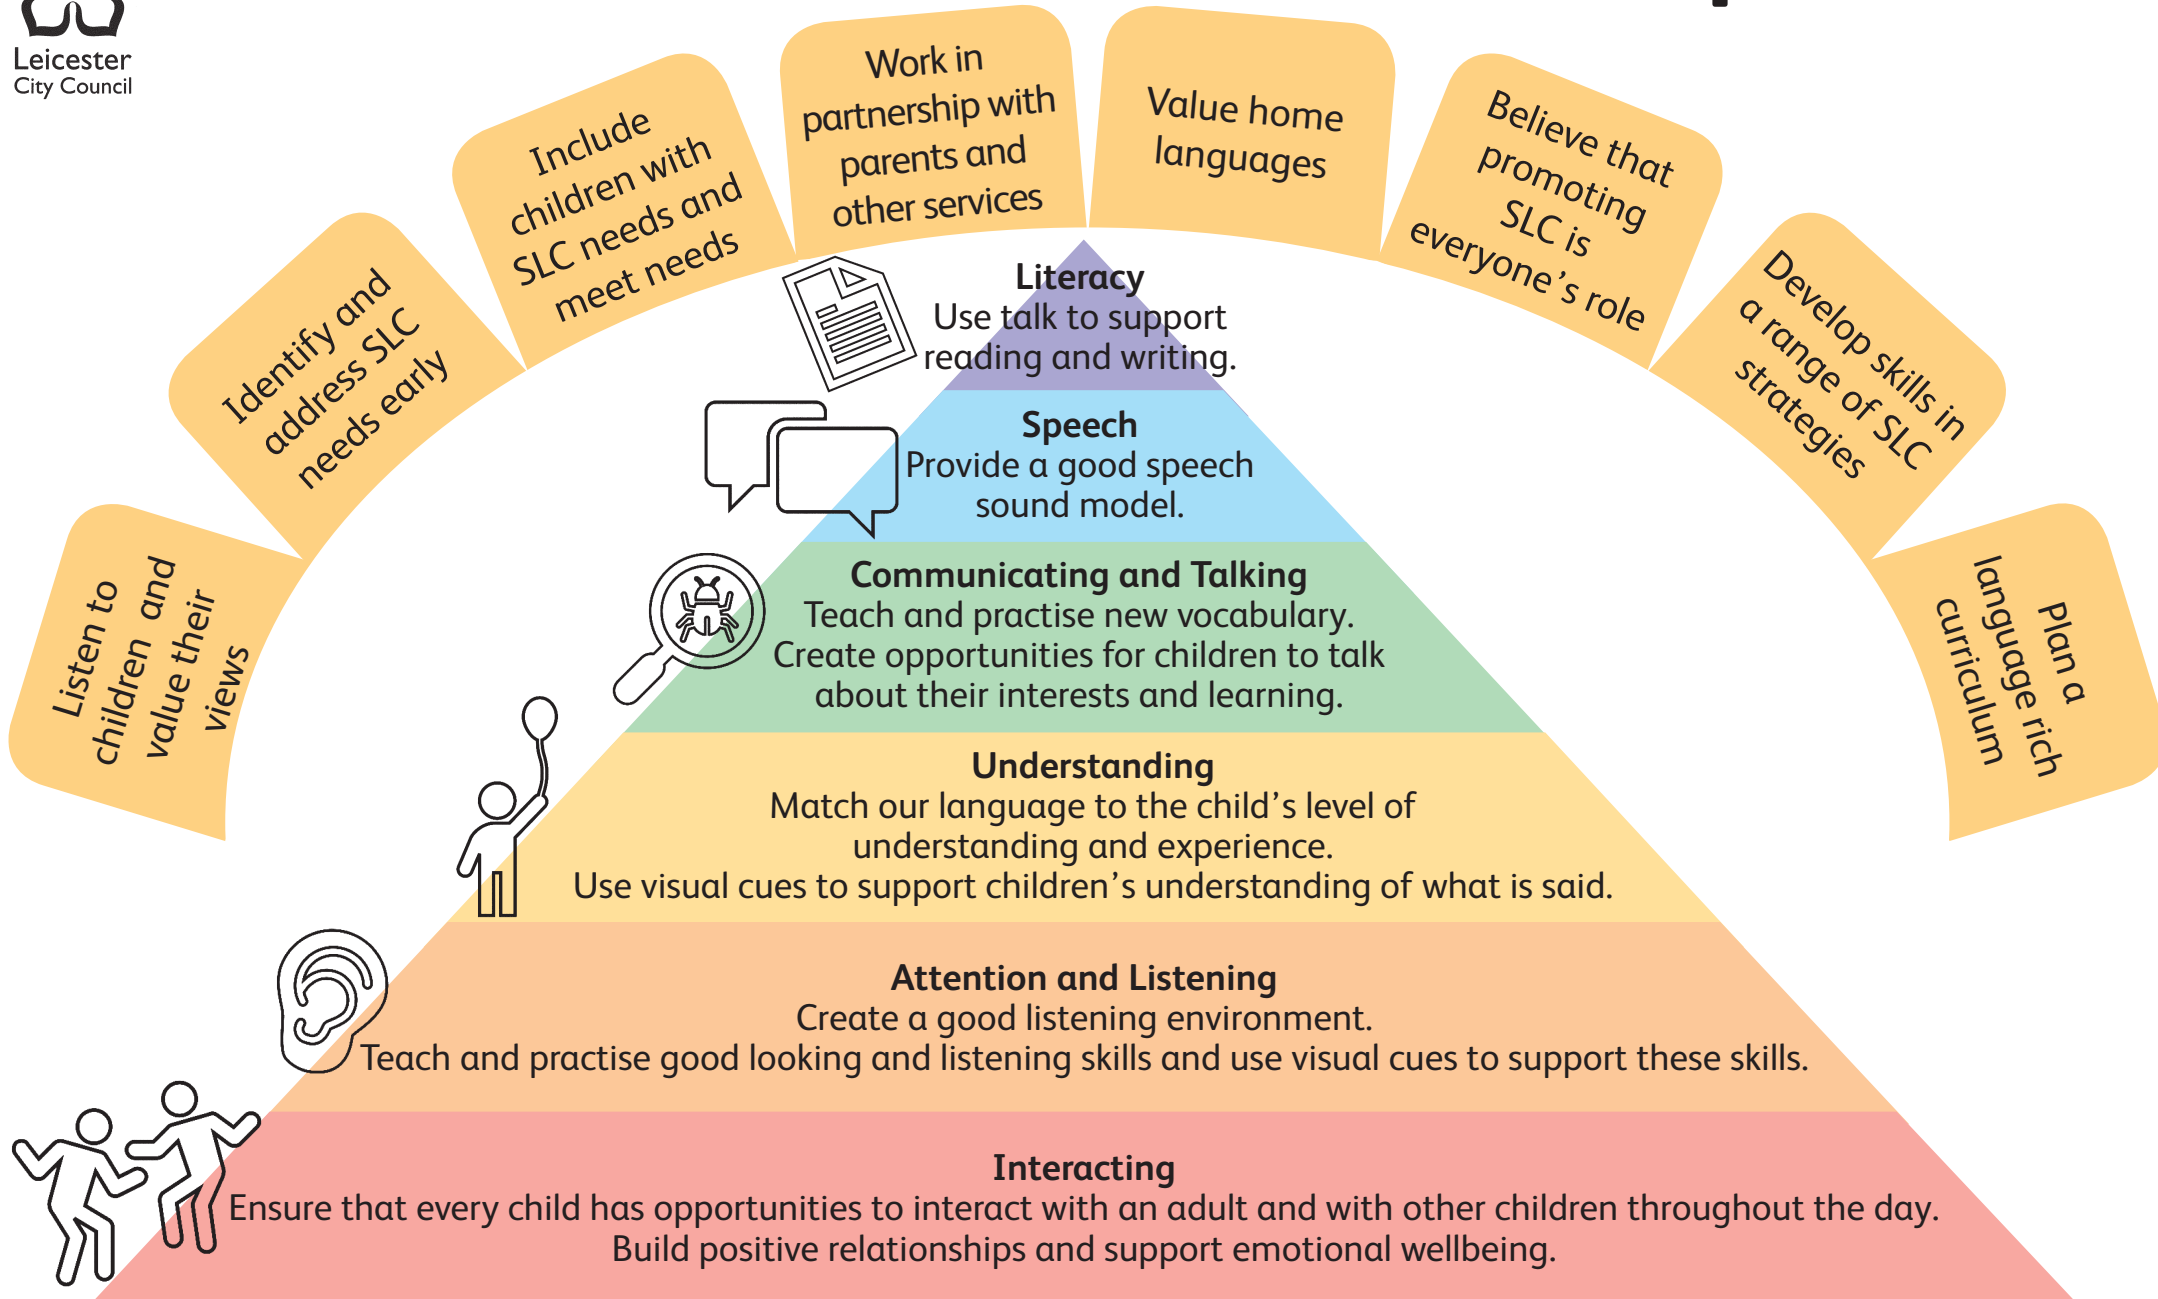 Leicester
City Council
Listen to
children and
value their
views
Identify and
address SLC
needs early
Include
children with
SLC needs and
meet needs
Work in
partnership with
parents and
other services
Value home
languages
Believe that
promoting
SLC is
everyone's role
Develop skills in
a range of SLC
strategies
Plan a
language rich
curriculum
Literacy
Use talk to support
reading and writing.
Speech
Provide a good speech
sound model.
Communicating and Talking
Teach and practise new vocabulary.
Create opportunities for children to talk
about their interests and learning.
Understanding
Match our language to the child's level of
understanding and experience.
Use visual cues to support children's understanding of what is said.
Attention and Listening
Create a good listening environment.
Teach and practise good looking and listening skills and use visual cues to support these skills.
Interacting
Ensure that every child has opportunities to interact with an adult and with other children throughout the day.
Build positive relationships and support emotional wellbeing.